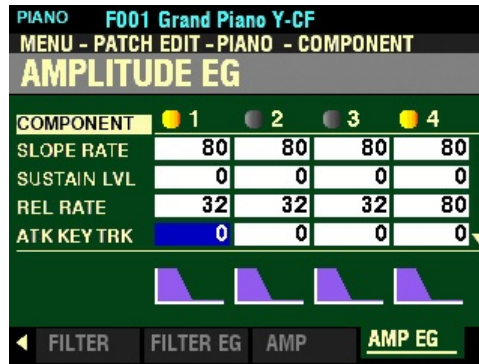 PIANO F001 Grand Piano Y-CF
MENU - PATCH EDIT - PIANO - COMPONENT
AMPLITUDE EG
COMPONENT 1 2 3 4
SLOPE RATE 80 80 80 80
SUSTAIN LVL 0 0 0 0
REL RATE 32 32 32 80
ATK KEY TRK 0 0 0 0
FILTER FILTER EG AMP AMP EG